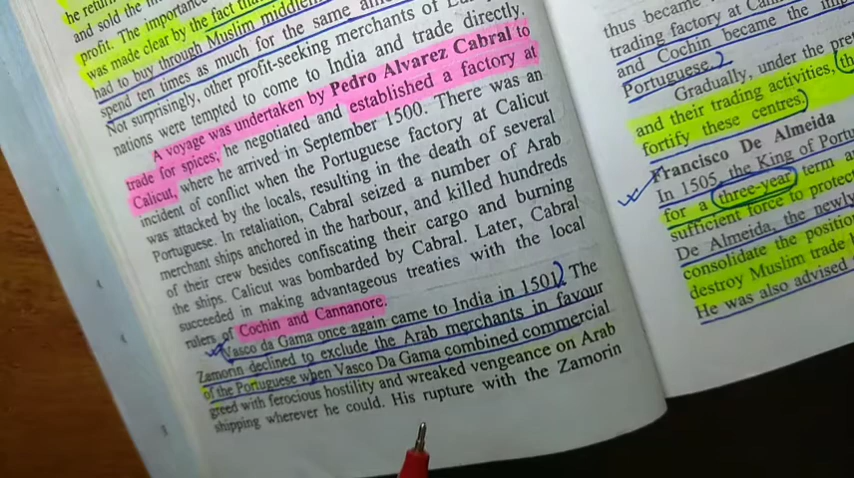 he return
and sold the
profit. The importance
was made clear by the fact that
had to buy through Muslim middlemen
spend ten times as much for the same
Not surprisingly, other profit-seeking merchants of
nations were tempted to come to India and trade directly.
A voyage was undertaken by Pedro Alvarez Cabral to
trade for spices; he negotiated and established a factory at
Calicut, where he arrived in September 1500. There was an
incident of conflict when the Portuguese factory at Calicut
was attacked by the locals, resulting in the death of several
Portuguese. In retaliation, Cabral seized a number of Arab
merchant ships anchored in the harbour, and killed hundreds
of their crew besides confiscating their cargo and burning
the ships. Calicut was bombarded by Cabral. Later, Cabral
succeeded in making advantageous treaties with the local
rulers of Cochin and Cannanore.
Vasco da Gama once again came to India in 1501. The
Zamorin declined to exclude the Arab merchants in favour
of the Portuguese when Vasco Da Gama combined commercial
greed with ferocious hostility and wreaked vengeance on Arab
shipping wherever he could. His rupture with the Zamorin
thus became
trading factory at
and Cochin became the
Portuguese.
Gradually, under the
and their trading activities,
fortify these centres.
Francisco De Almeida
In 1505, the King of
for a three-year term
sufficient force to
De Almeida, the newly
consolidate the
destroy Muslim trade
He was also advised